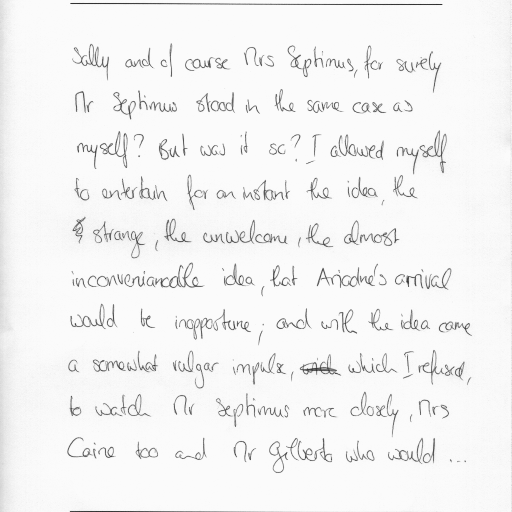 Sally and of course Mrs Septimus, for surely
Mr Septimus stood in the same case as
myself? But was it so? I allowed myself
to entertain for an instant the idea, the
strange, the unwelcome, the almost
inconvenianceable idea, that Ariadne's arrival
would be inopportune; and with the idea came
a somewhat vulgar impulse, which I refused,
to watch Mr Septimus more closely, Mrs
Caine too and Mr Gilberto who would ...